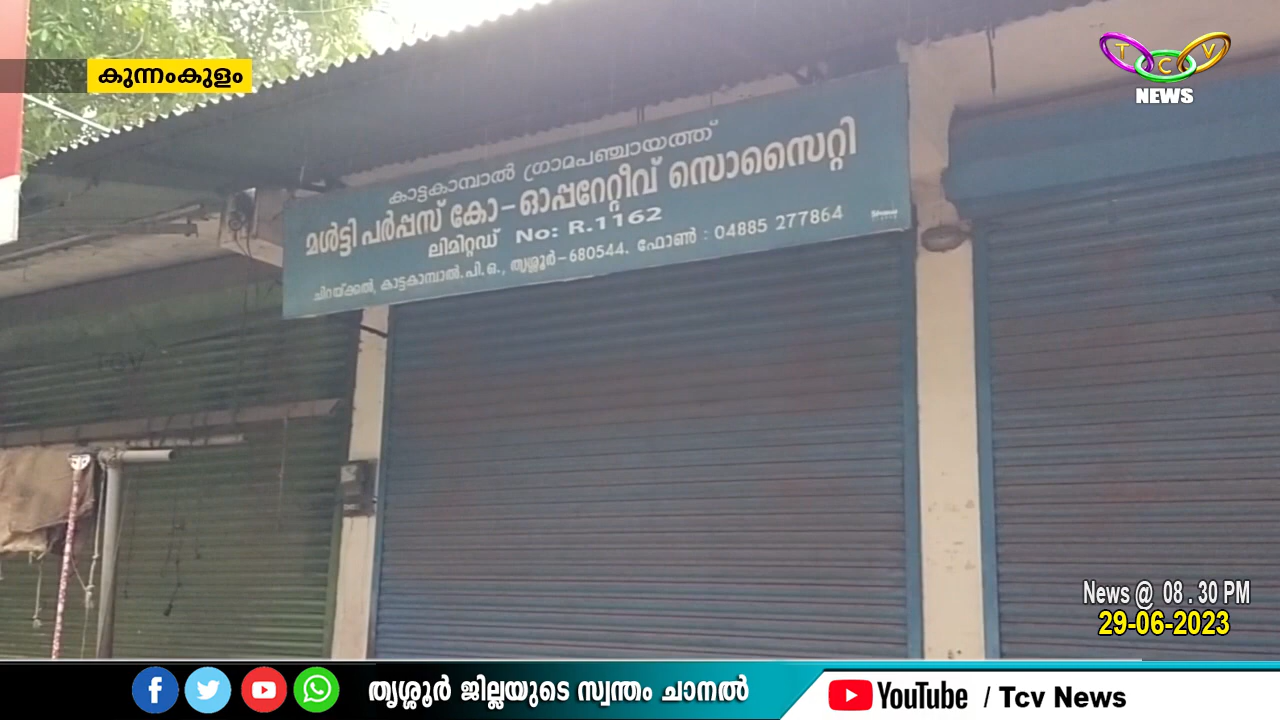 കുന്നംകുളം
TCV
NEWS
കാട്ടകാമ്പാൽ ഗ്രാമപഞ്ചായത്ത്
മൾട്ടി പർപ്പസ് കോ-ഓപ്പറേറ്റീവ് സൊസൈറ്റി
ലിമിറ്റഡ് No: R.1162
ചിറയ്ക്കൽ, കാട്ടകാമ്പാൽ.പി.ഒ., തൃശ്ശൂർ-680544. ഫോൺ : 04885 277864
TCV
News @ 08 . 30 PM
29-06-2023
തൃശ്ശൂർ ജില്ലയുടെ സ്വന്തം ചാനൽ
YouTube / Tcv News